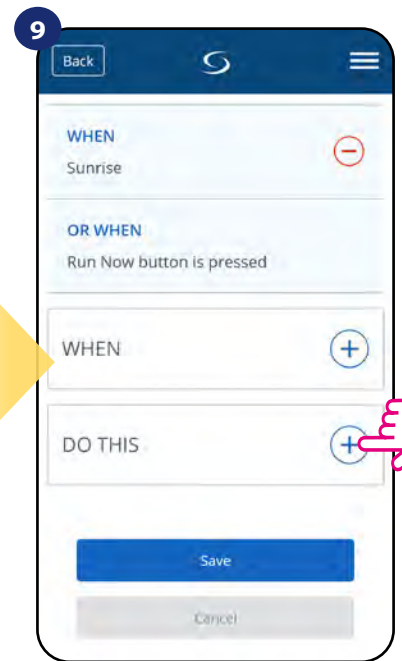 9
Back
WHEN
Sunrise
OR WHEN
Run Now button is pressed
WHEN
DO THIS
Save
Cancel